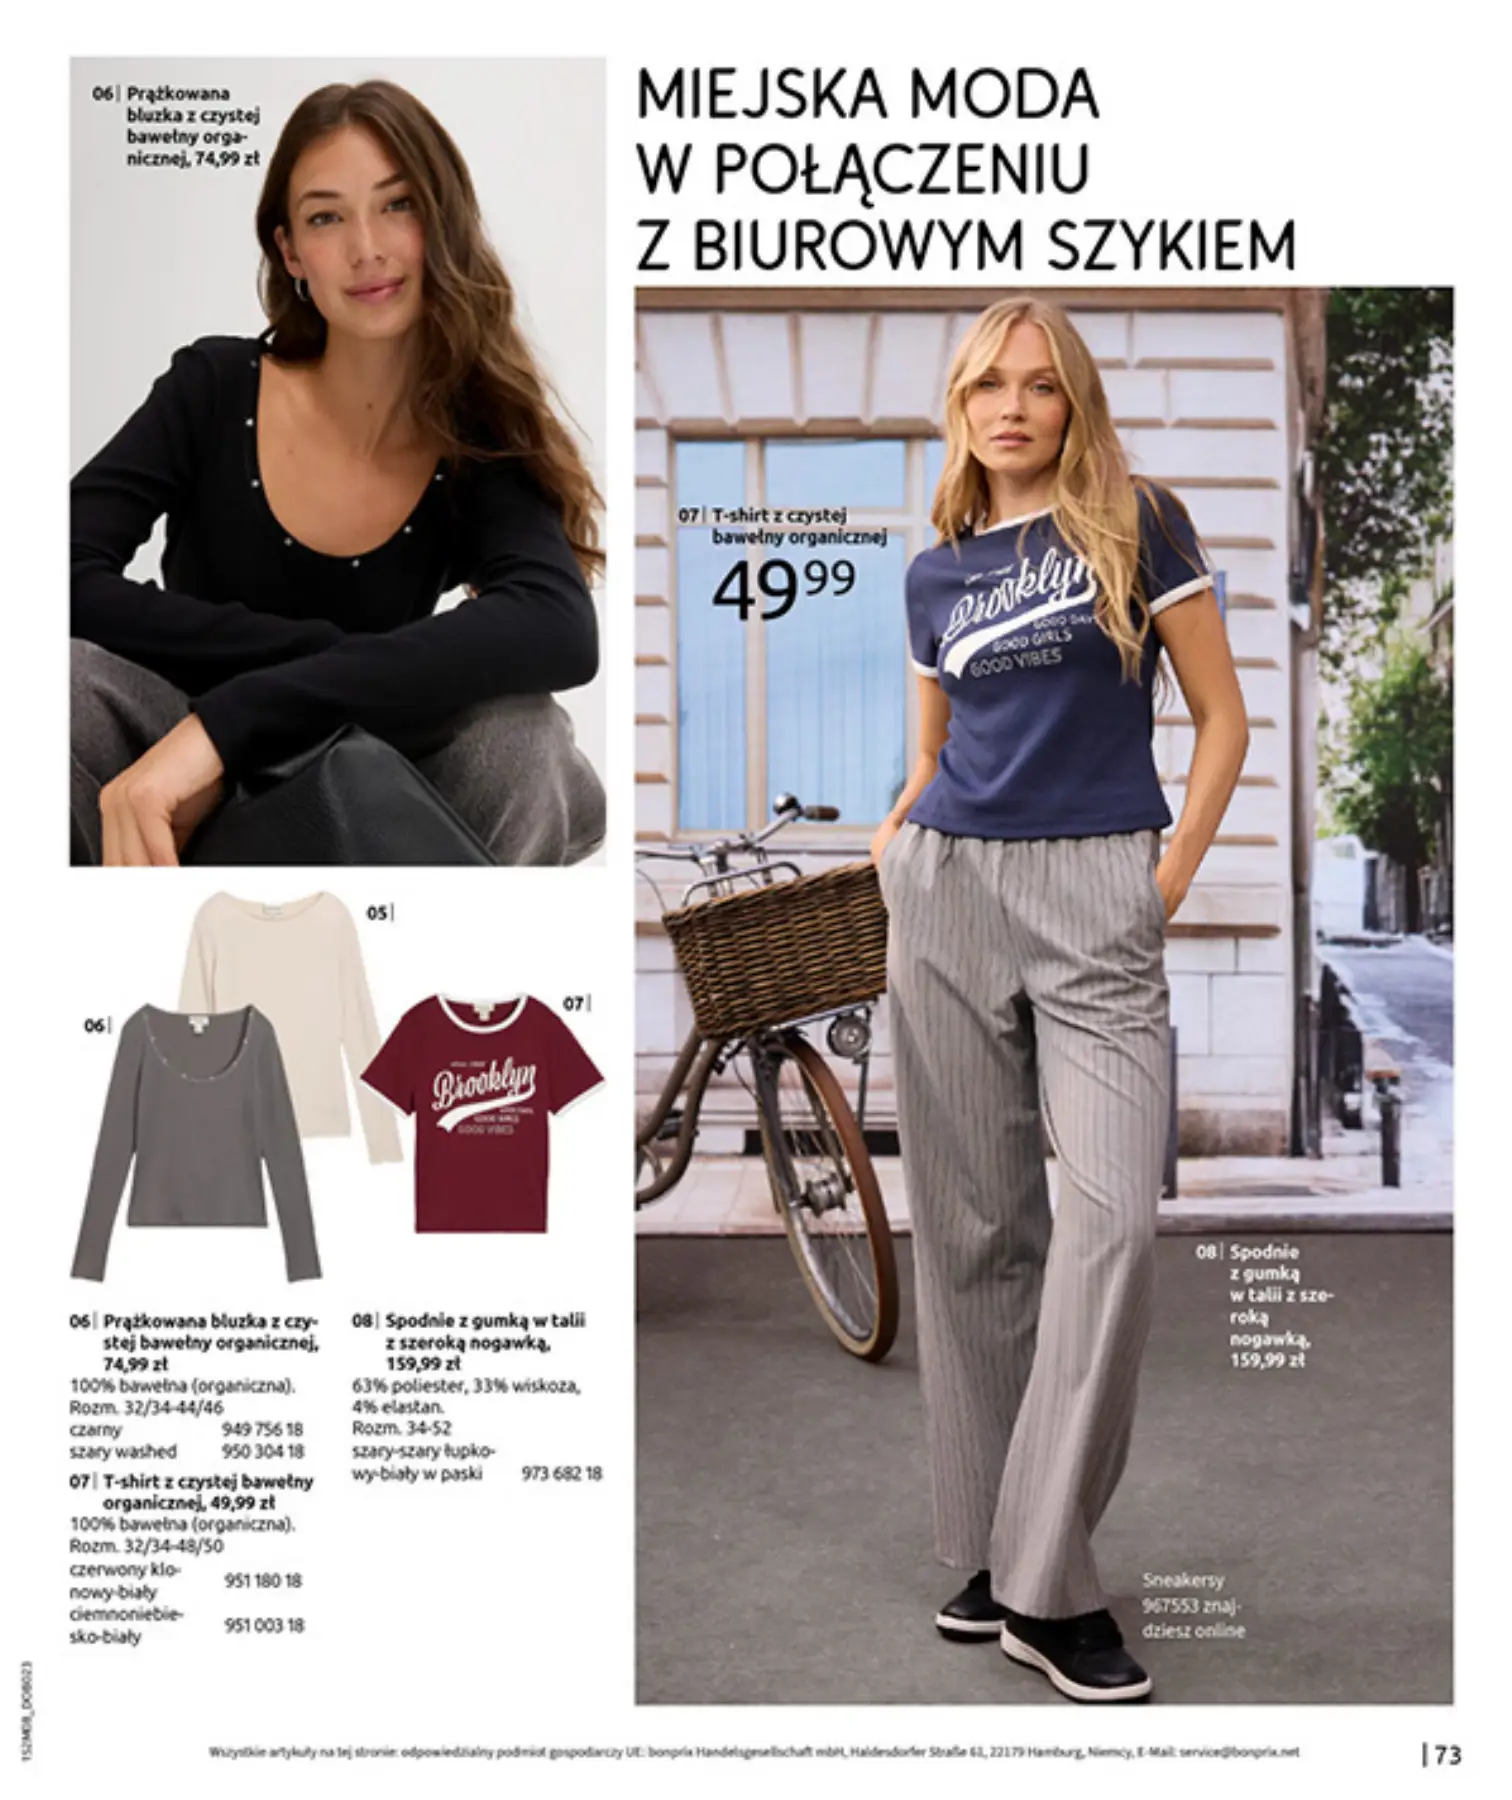 06| Prążkowana
bluzka z czystej
bawełny orga-
nicznej, 74,99 zł
MIEJSKA MODA
W POŁĄCZENIU
Z BIUROWYM SZYKIEM
07| T-shirt z czystej
bawełny organicznej
49 99
Brooklyn
GOOD DAYS
GOOD GIRLS
GOOD VIBES
05|
06|
07|
Brooklyn
GOOD GIRLS
GOOD VIBES
08| Spodnie
z gumką
w talii z sze-
roką
nogawką,
159,99 zł
06| Prążkowana bluzka z czy-
stej bawełny organicznej,
74,99 zł
100% bawełna (organiczna).
Rozm. 32/34-44/46
czarny 949 756 18
szary washed 950 304 18
07| T-shirt z czystej bawełny
organicznej, 49,99 zł
100% bawełna (organiczna).
Rozm. 32/34-48/50
czerwony klo-
nowy-biały 951 180 18
ciemnoniebie-
sko-biały 951 003 18
08| Spodnie z gumką w talii
z szeroką nogawką,
159,99 zł
63% poliester, 33% wiskoza,
4% elastan.
Rozm. 34-52
szary-szary łupko-
wy-biały w paski 973 682 18
Sneakersy
967553 znaj-
dziesz online
152M08_DOB023
Wszystkie artykuły na tej stronie: odpowiedzialny podmiot gospodarczy UE: bonprix Handelsgesellschaft mbH, Haldesdorfer Straße 61, 22179 Hamburg, Niemcy, E-Mail: service@bonprix.net
| 73